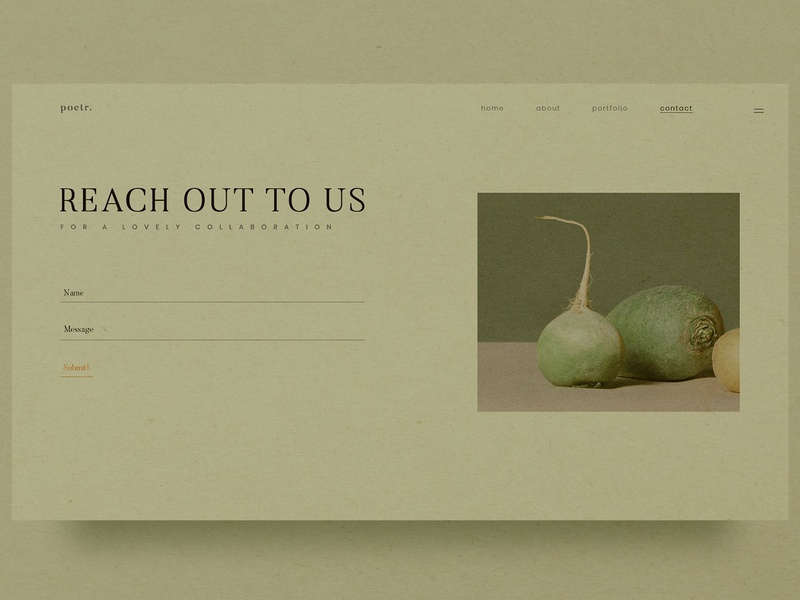 poetr.
home about portfolio contact
REACH OUT TO US
FOR A LOVELY COLLABORATION
Name
Message
Submit!